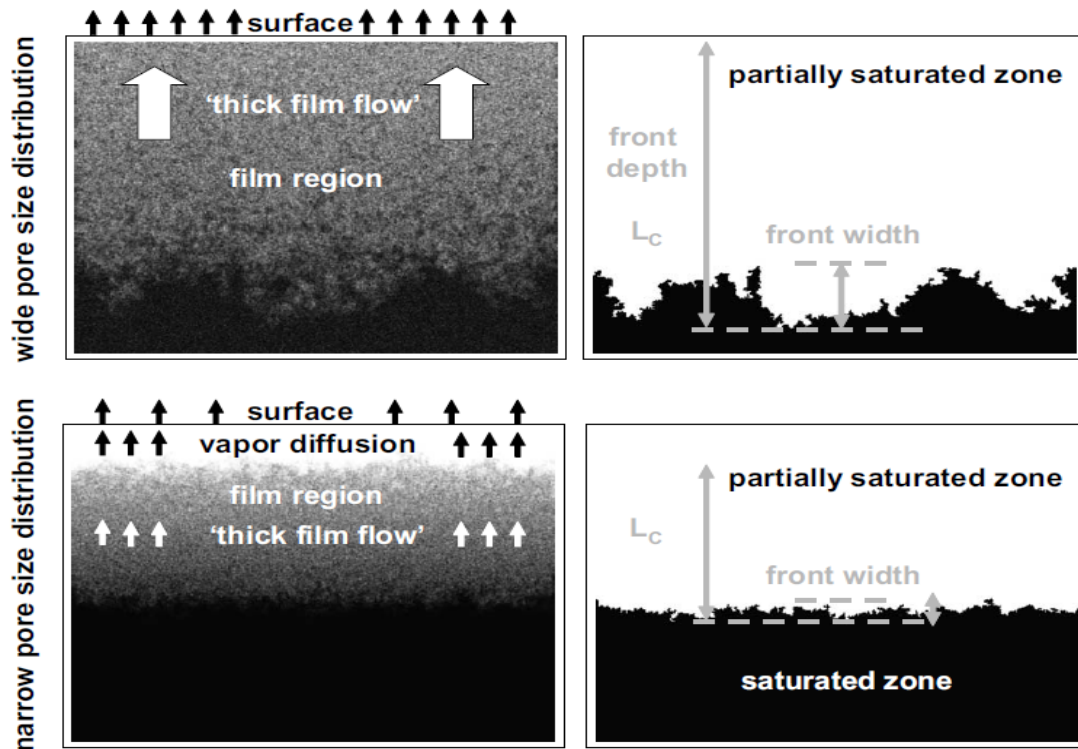 wide pore size distribution
surface
'thick film flow'
film region
partially saturated zone
front
depth
L_C
front width
narrow pore size distribution
surface
vapor diffusion
film region
'thick film flow'
partially saturated zone
L_C
front width
saturated zone